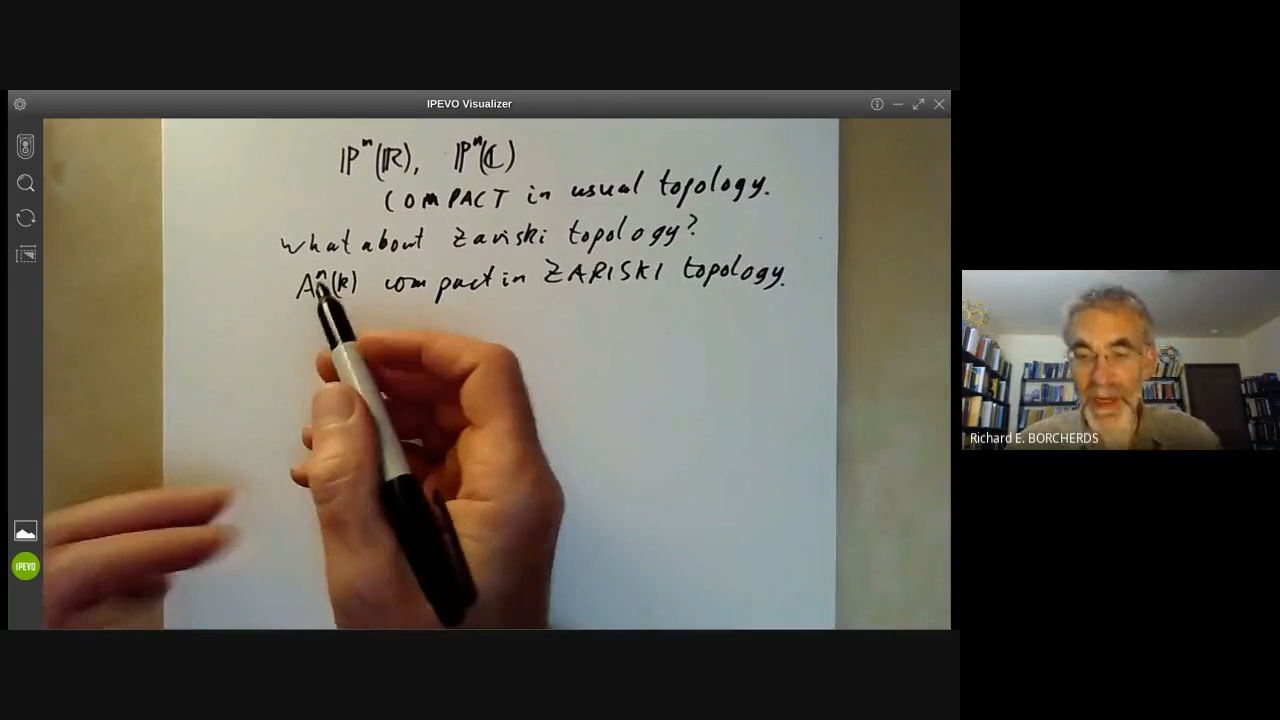 IPEVO Visualizer
ℙⁿ(ℝ), ℙⁿ(ℂ)
COMPACT in usual topology.
What about Zariski topology?
Aⁿ(k) compact in ZARISKI topology.
Richard E. BORCHERDS
IPEVO